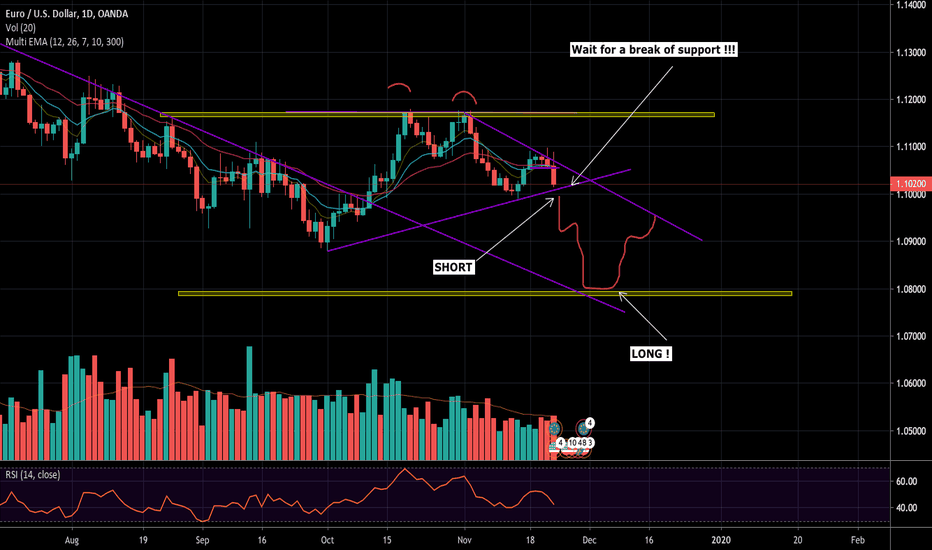 Euro / U.S. Dollar, 1D, OANDA
Vol (20)
Multi EMA (12, 26, 7, 10, 300)
Wait for a break of support !!!
SHORT
LONG !
1.14000
1.13000
1.12000
1.11000
1.10200
1.09000
1.08000
1.07000
1.06000
1.05000
4
4 10 48 3
RSI (14, close)
60.00
40.00
Aug 19 Sep 16 Oct 14 Nov 18 Dec 16 2020 20 Feb